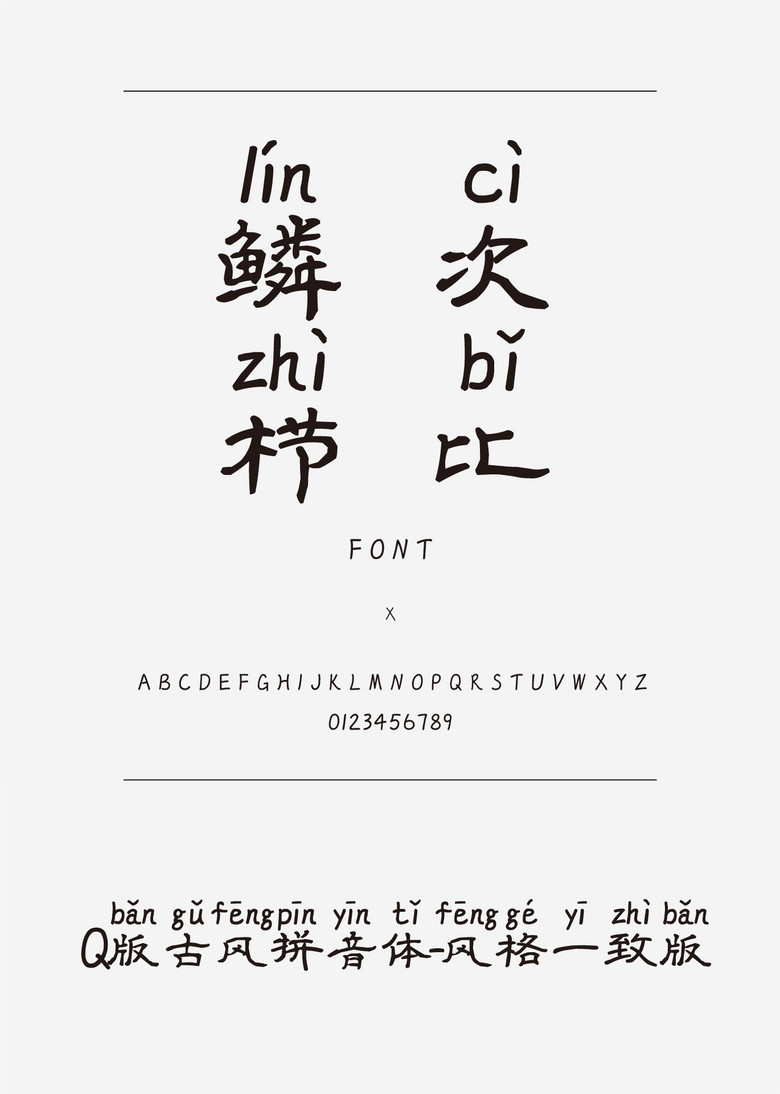 lín cì
鳞 次
zhì bǐ
栉 比
FONT
X
ABCDEFGHIJKLMNOPQRSTUVWXYZ
0123456789
bǎn gǔ fēng pīn yīn tǐ fēng gé yī zhì bǎn
Q版古风拼音体-风格一致版